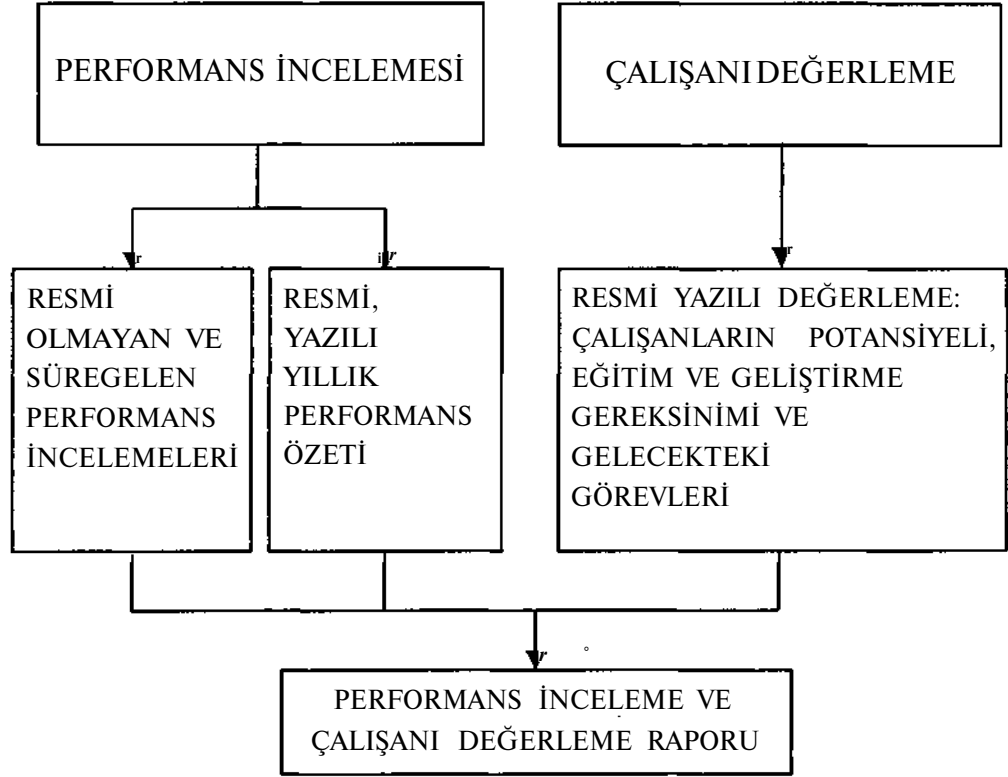 PERFORMANS İNCELEMESİ
ÇALIŞANI DEĞERLEME
RESMİ
OLMAYAN VE
SÜREGELEN
PERFORMANS
İNCELEMELERİ
RESMİ,
YAZILI
YILLIK
PERFORMANS
ÖZETİ
RESMİ YAZILI DEĞERLEME:
ÇALIŞANLARIN POTANSİYELİ,
EĞİTİM VE GELİŞTİRME
GEREKSİNİMİ VE
GELECEKTEKİ
GÖREVLERİ
PERFORMANS İNCELEME VE
ÇALIŞANI DEĞERLEME RAPORU